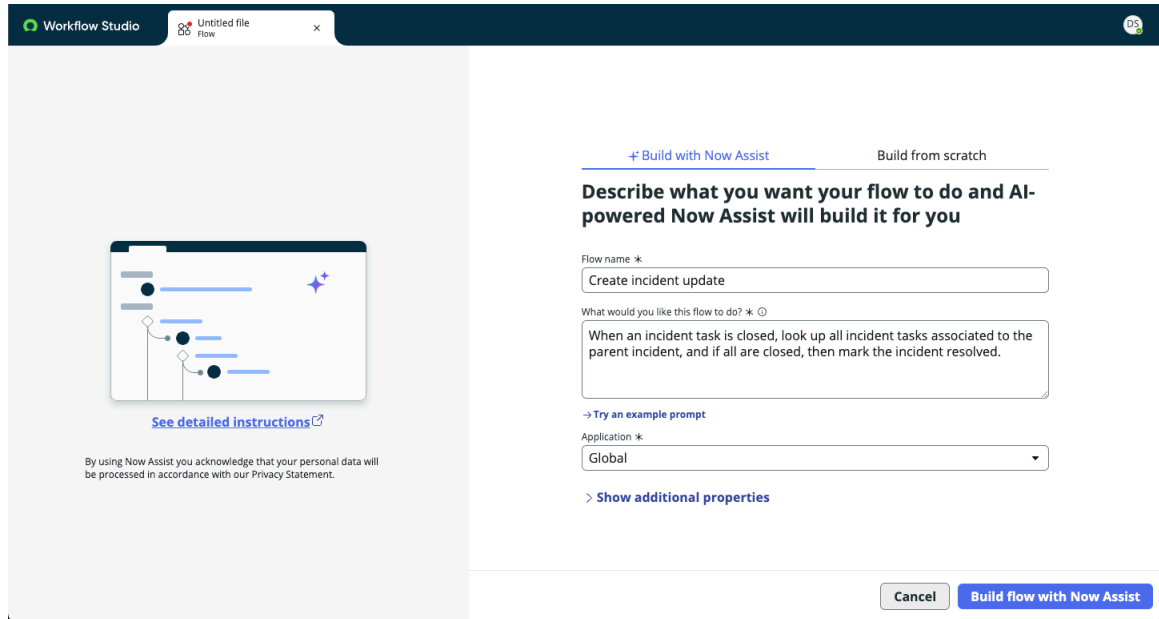 Workflow Studio
Untitled file
Flow
DS
Build with Now Assist
Build from scratch
Describe what you want your flow to do and AI-
powered Now Assist will build it for you
Flow name *
Create incident update
What would you like this flow to do? *
When an incident task is closed, look up all incident tasks associated to the
parent incident, and if all are closed, then mark the incident resolved.
→ Try an example prompt
Application *
Global
Show additional properties
See detailed instructions
By using Now Assist you acknowledge that your personal data will
be processed in accordance with our Privacy Statement.
Cancel
Build flow with Now Assist